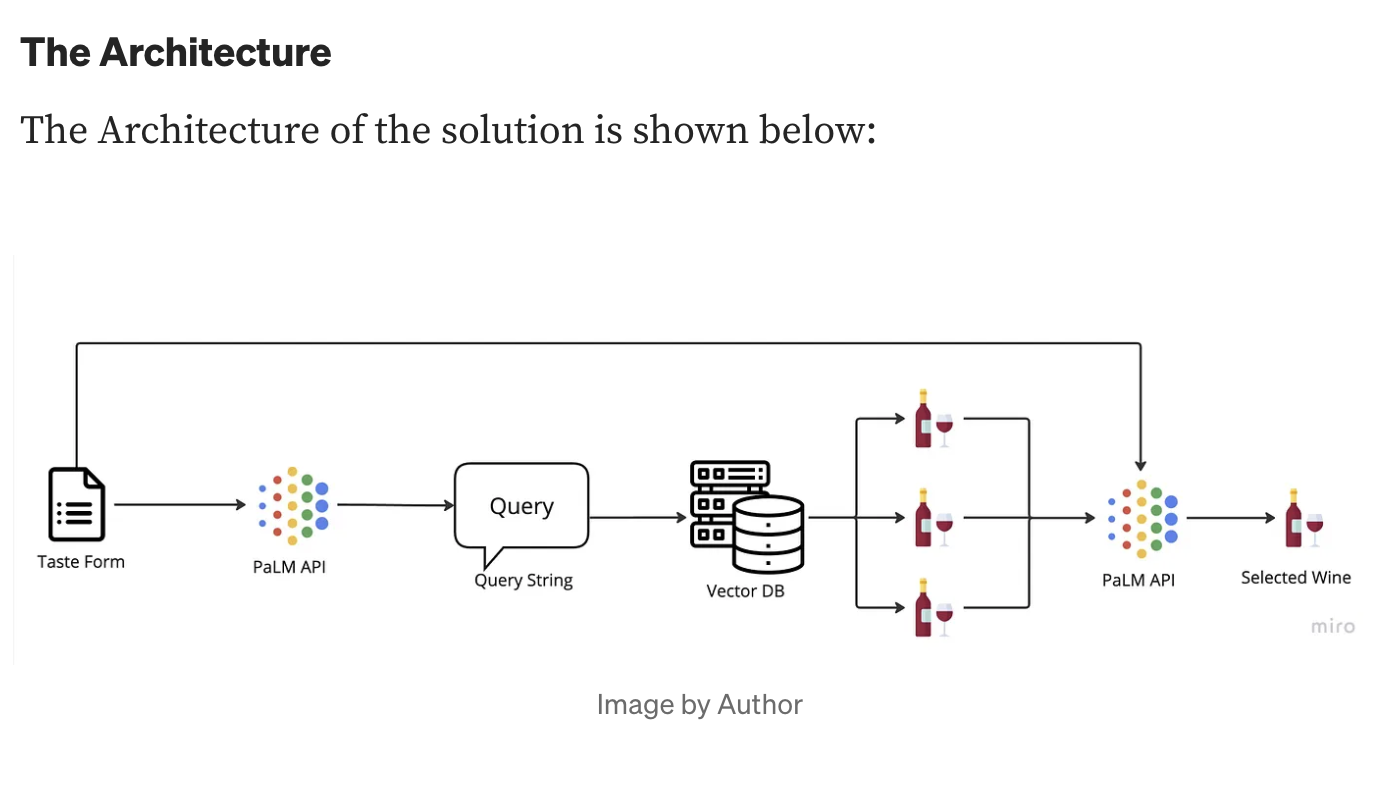 The Architecture
The Architecture of the solution is shown below:
Query
Taste Form
PaLM API
Query String
Vector DB
PaLM API
Selected Wine
miro
Image by Author